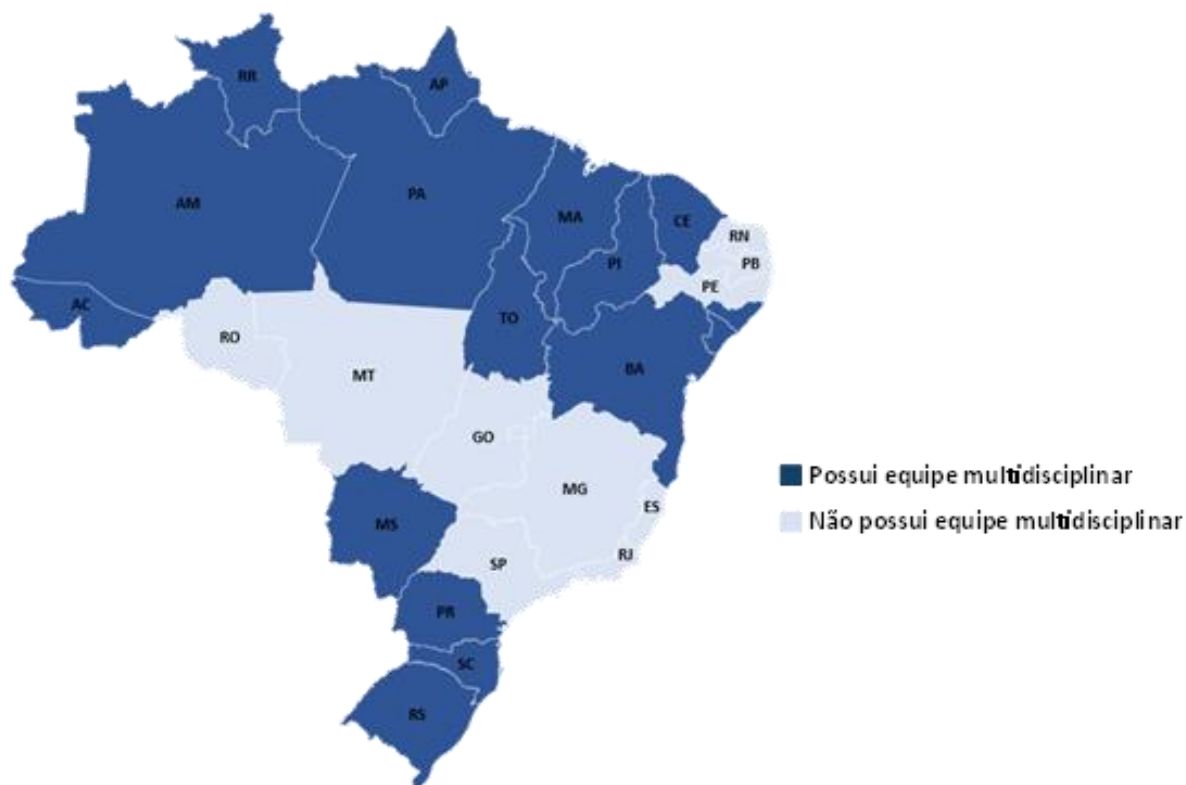 RR
AP
AM
PA
MA
CE
RN
PI
PB
PE
AC
TO
RO
BA
MT
GO
MG
ES
MS
RJ
SP
PR
SC
RS
Possui equipe multidisciplinar
Não possui equipe multidisciplinar